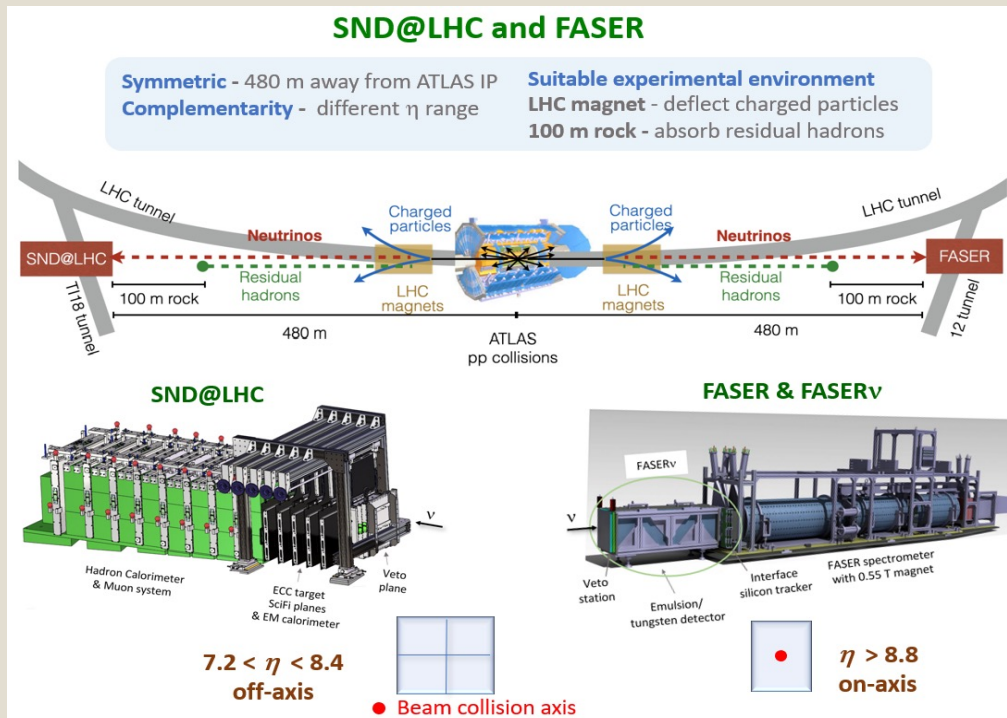 SND@LHC and FASER
Symmetric - 480 m away from ATLAS IP
Complementarity - different η range
Suitable experimental environment
LHC magnet - deflect charged particles
100 m rock - absorb residual hadrons
LHC tunnel
LHC tunnel
Charged
particles
Charged
particles
Neutrinos
Neutrinos
SND@LHC
FASER
Residual
hadrons
LHC
magnets
LHC
magnets
Residual
hadrons
100 m rock
100 m rock
TI18 tunnel
12 tunnel
480 m
480 m
ATLAS
pp collisions
SND@LHC
ν
Hadron Calorimeter
& Muon system
ECC target
SciFi planes
& EM calorimeter
Veto
plane
7.2 < η < 8.4
off-axis
Beam collision axis
FASER & FASERν
FASERν
ν
Veto
station
Emulsion/
tungsten detector
Interface
silicon tracker
FASER spectrometer
with 0.55 T magnet
η > 8.8
on-axis